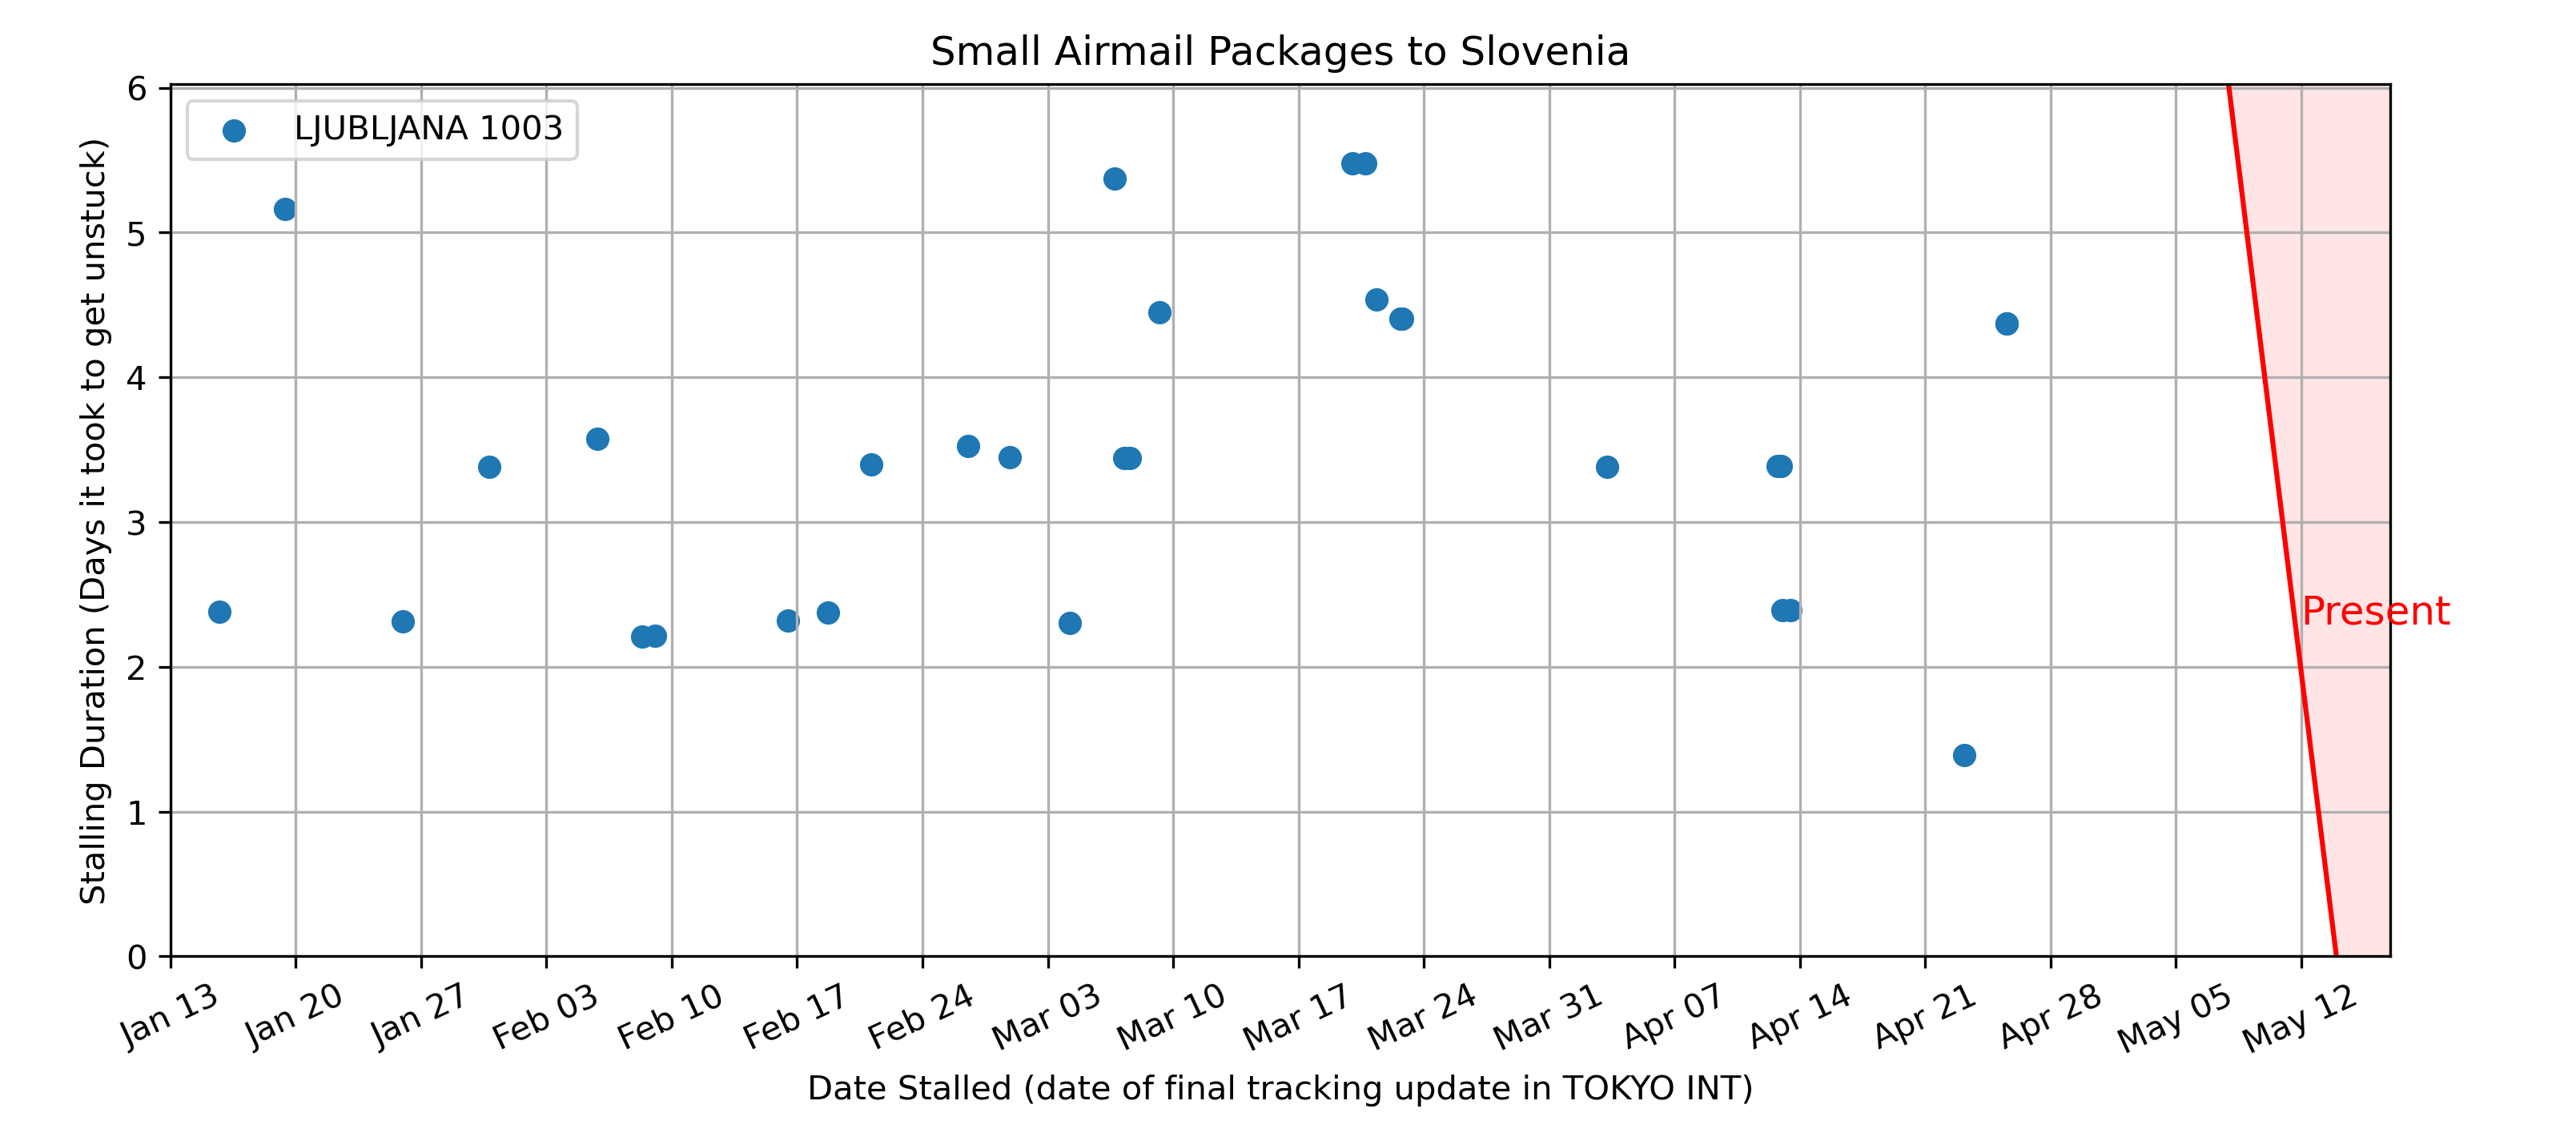 Small Airmail Packages to Slovenia
LJUBLJANA 1003
Stalling Duration (Days it took to get unstuck)
6
5
4
3
2
1
0
Present
Jan 13
Jan 20
Jan 27
Feb 03
Feb 10
Feb 17
Feb 24
Mar 03
Mar 10
Mar 17
Mar 24
Mar 31
Apr 07
Apr 14
Apr 21
Apr 28
May 05
May 12
Date Stalled (date of final tracking update in TOKYO INT)